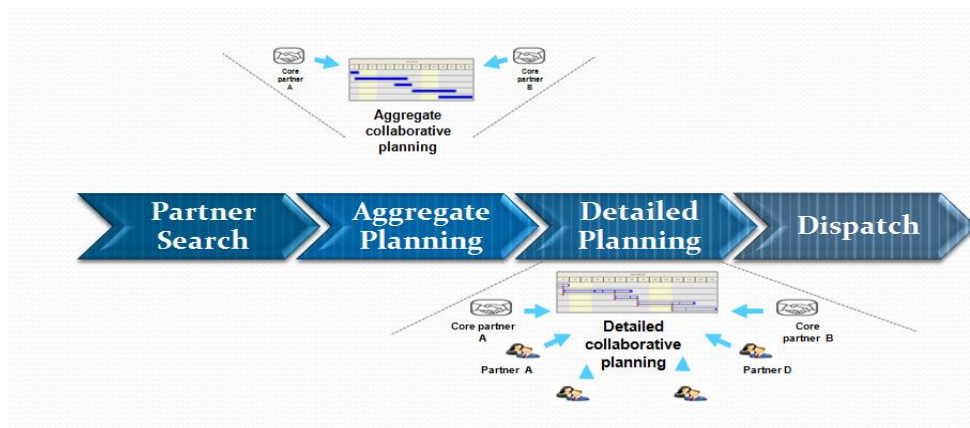 Core
partner
A
Core
partner
B
Aggregate
collaborative
planning
Partner
Search
Aggregate
Planning
Detailed
Planning
Dispatch
Core partner
A
Core
partner B
Detailed
collaborative
planning
Partner A
Partner D